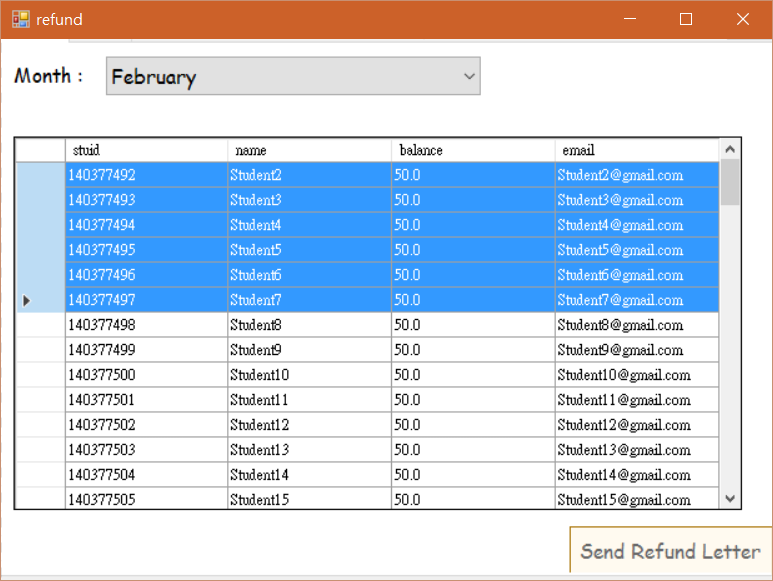 refund
Month : February
stuid name balance email
140377492 Student2 50.0 Student2@gmail.com
140377493 Student3 50.0 Student3@gmail.com
140377494 Student4 50.0 Student4@gmail.com
140377495 Student5 50.0 Student5@gmail.com
140377496 Student6 50.0 Student6@gmail.com
140377497 Student7 50.0 Student7@gmail.com
140377498 Student8 50.0 Student8@gmail.com
140377499 Student9 50.0 Student9@gmail.com
140377500 Student10 50.0 Student10@gmail.com
140377501 Student11 50.0 Student11@gmail.com
140377502 Student12 50.0 Student12@gmail.com
140377503 Student13 50.0 Student13@gmail.com
140377504 Student14 50.0 Student14@gmail.com
140377505 Student15 50.0 Student15@gmail.com
Send Refund Letter